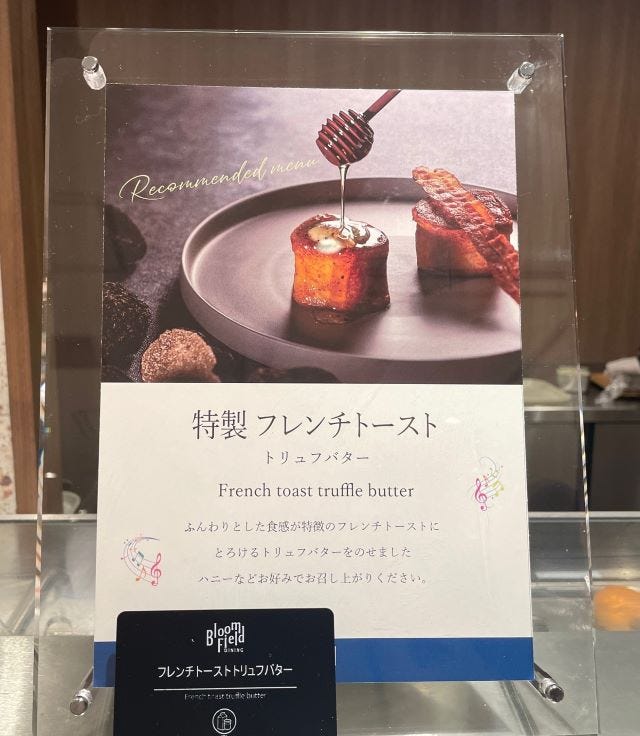 Recommended menu
特製 フレンチトースト
トリュフバター
French toast truffle butter
ふんわりとした食感が特徴のフレンチトーストに
とろけるトリュフバターをのせました
ハニーなどお好みでお召し上がりください。
Bloom
Field
DINING
フレンチトーストトリュフバター
French toast truffle butter